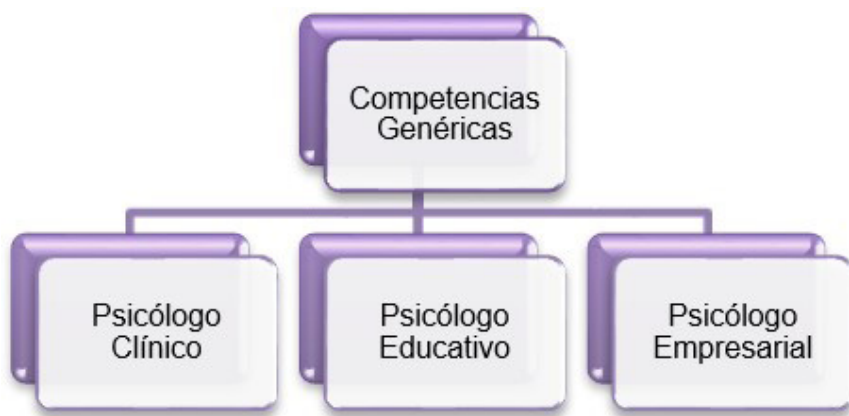 Competencias
Genéricas
Psicólogo
Clínico
Psicólogo
Educativo
Psicólogo
Empresarial